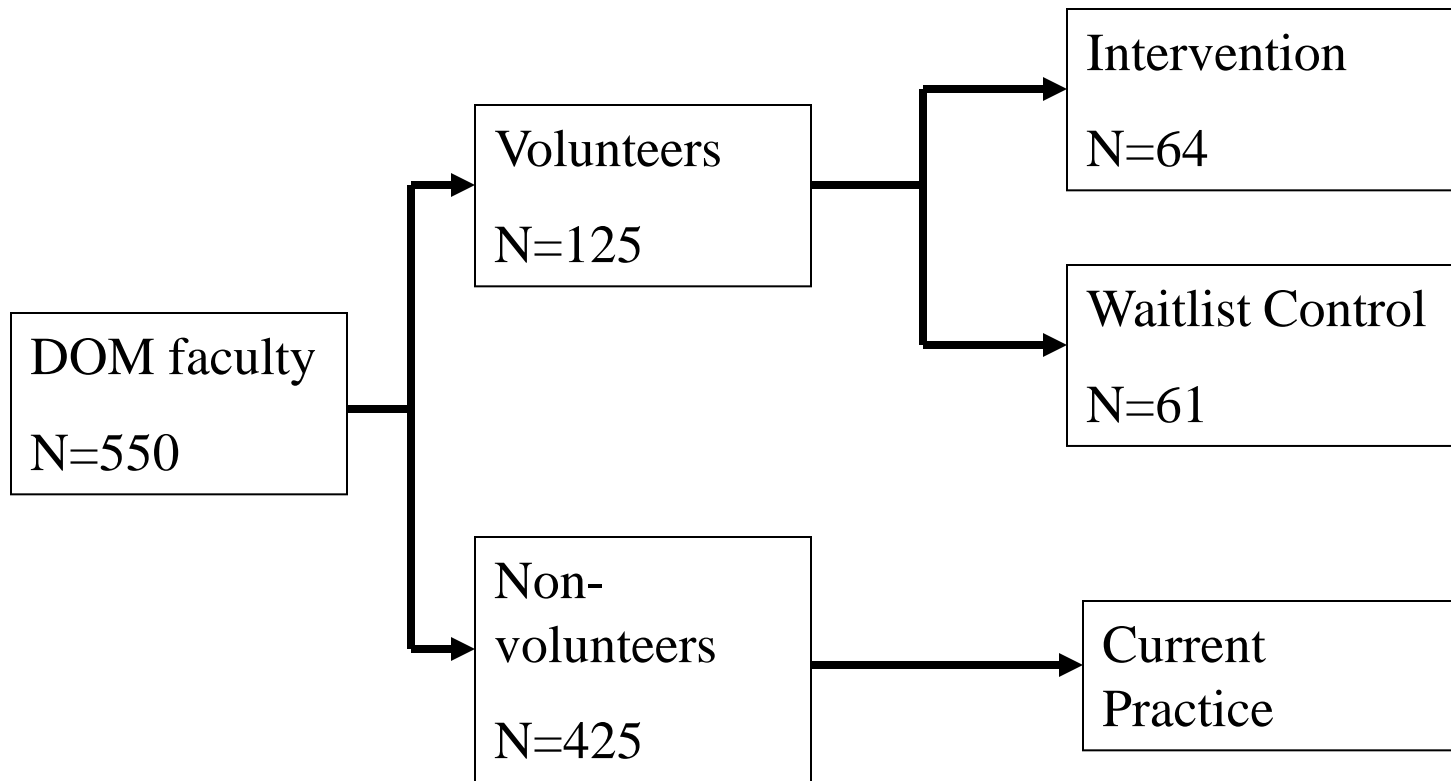 DOM faculty
N=550
Volunteers
N=125
Non-
volunteers
N=425
Intervention
N=64
Waitlist Control
N=61
Current
Practice